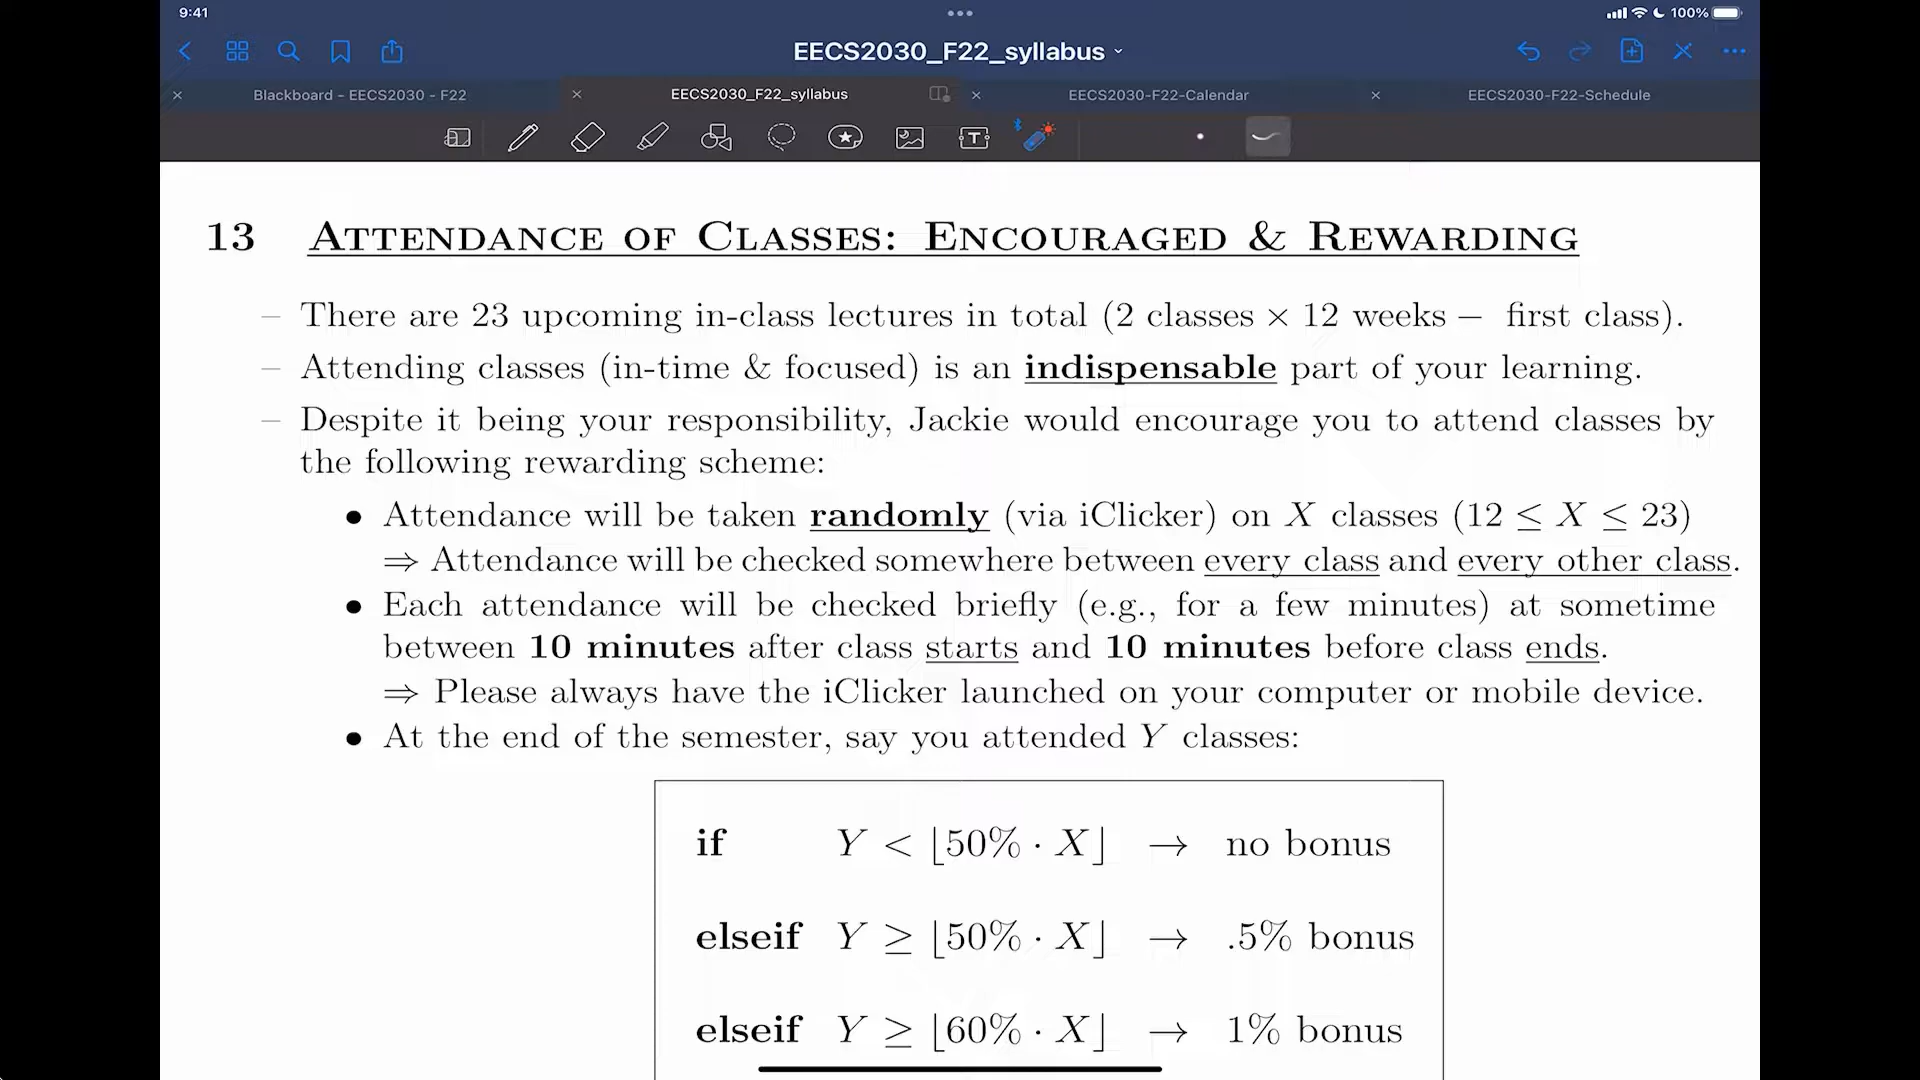 9:41
100%
EECS2030_F22_syllabus
Blackboard - EECS2030 - F22
EECS2030_F22_syllabus
EECS2030-F22-Calendar
EECS2030-F22-Schedule
13 ATTENDANCE OF CLASSES: ENCOURAGED & REWARDING
– There are 23 upcoming in-class lectures in total (2 classes × 12 weeks − first class).
– Attending classes (in-time & focused) is an indispensable part of your learning.
– Despite it being your responsibility, Jackie would encourage you to attend classes by
the following rewarding scheme:
• Attendance will be taken randomly (via iClicker) on X classes (12 ≤ X ≤ 23)
⇒ Attendance will be checked somewhere between every class and every other class.
• Each attendance will be checked briefly (e.g., for a few minutes) at sometime
between 10 minutes after class starts and 10 minutes before class ends.
⇒ Please always have the iClicker launched on your computer or mobile device.
• At the end of the semester, say you attended Y classes:
if Y < ⌊50% · X⌋ → no bonus
elseif Y ≥ ⌊50% · X⌋ → .5% bonus
elseif Y ≥ ⌊60% · X⌋ → 1% bonus